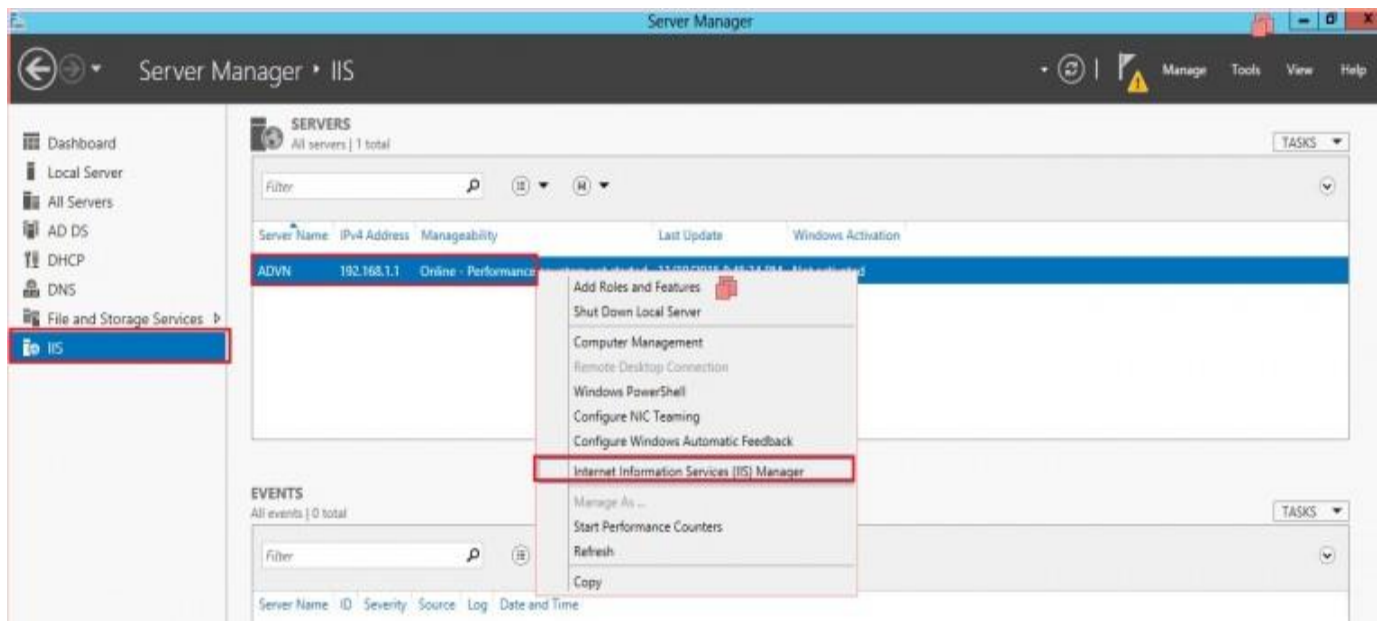 Server Manager
Server Manager • IIS
Manage Tools View Help
Dashboard
Local Server
All Servers
AD DS
DHCP
DNS
File and Storage Services
IIS
SERVERS
All servers | 1 total
TASKS
Filter
Server Name IPv4 Address Manageability Last Update Windows Activation
ADVN 192.168.1.1 Online - Performance
Add Roles and Features
Shut Down Local Server
Computer Management
Remote Desktop Connection
Windows PowerShell
Configure NIC Teaming
Configure Windows Automatic Feedback
Internet Information Services (IIS) Manager
Manage As ...
Start Performance Counters
Refresh
Copy
EVENTS
All events | 0 total
TASKS
Filter
Server Name ID Severity Source Log Date and Time